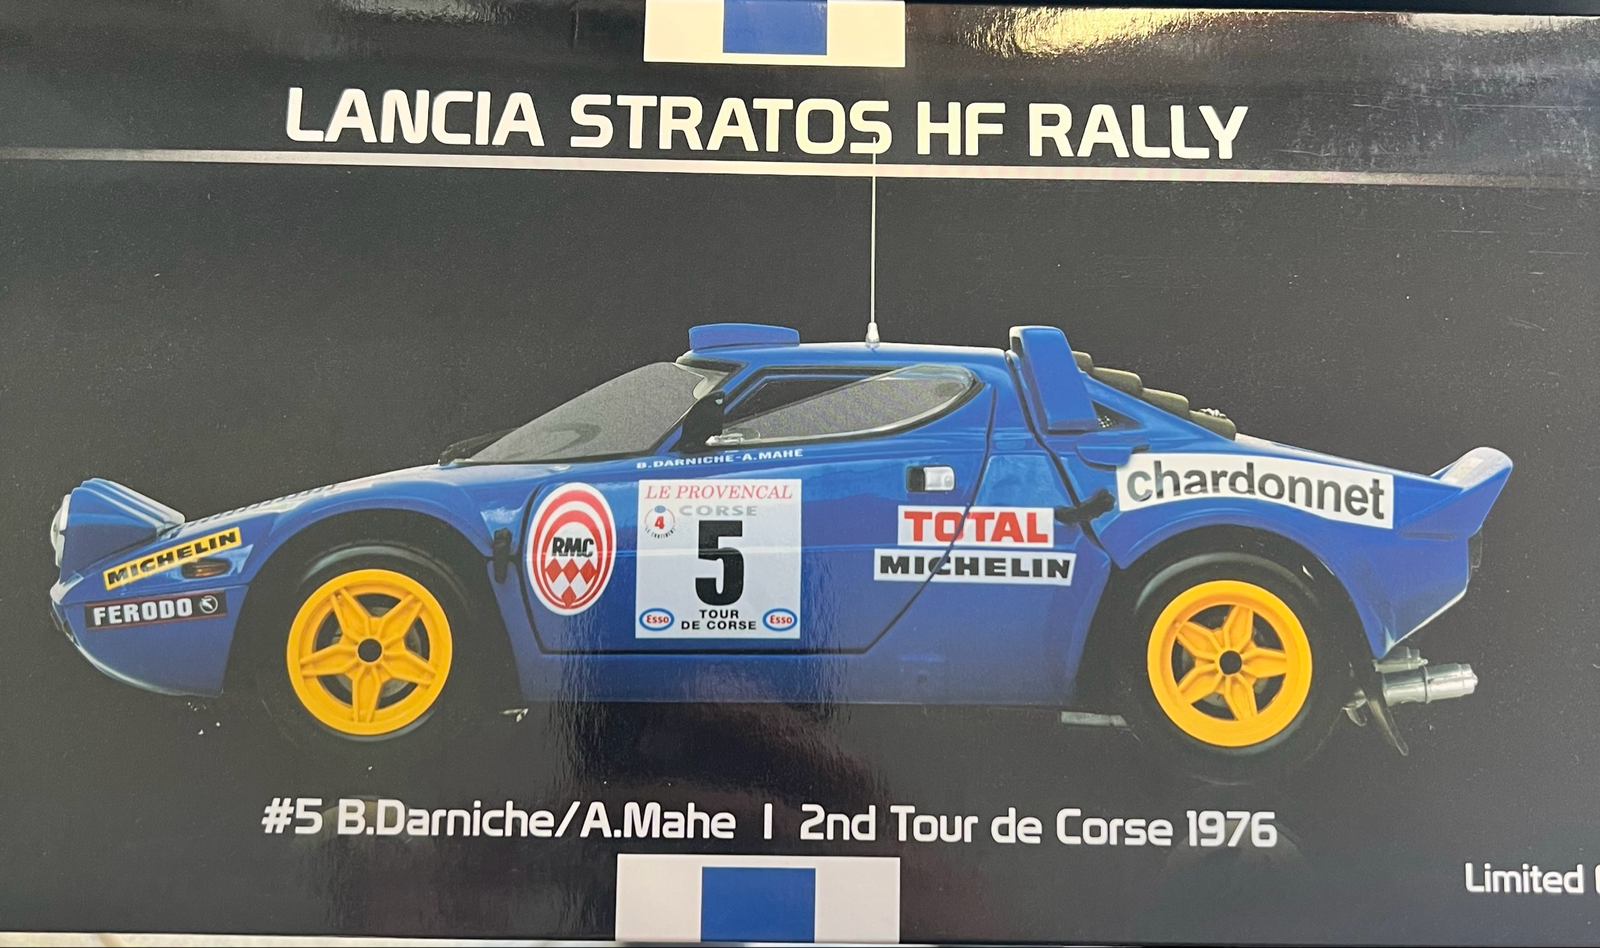 LANCIA STRATOS HF RALLY
B.DARNICHE-A.MAHE
LE PROVENCAL
CORSE
4
5
TOUR
DE CORSE
Esso
Esso
RMC
MICHELIN
FERODO
TOTAL
MICHELIN
chardonnet
#5 B.Darniche/A.Mahe | 2nd Tour de Corse 1976
Limited